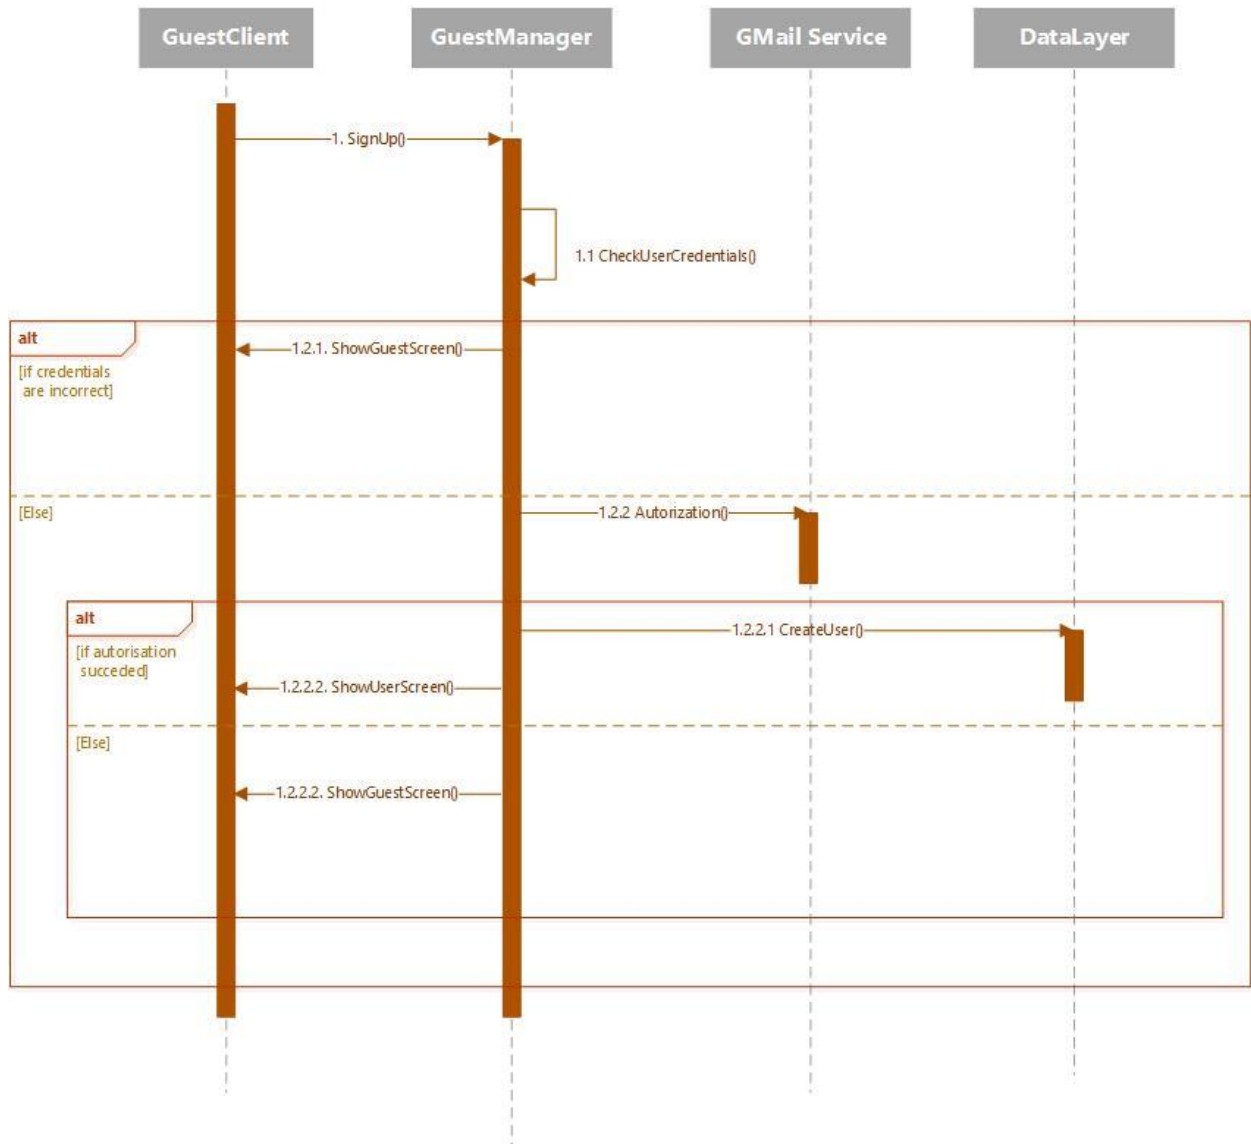 GuestClient
GuestManager
GMail Service
DataLayer
1. SignUp()
1.1 CheckUserCredentials()
alt
1.2.1. ShowGuestScreen()
[if credentials
are incorrect]
[Else]
1.2.2 Autorization()
alt
1.2.2.1 CreateUser()
[if autorisation
succeded]
1.2.2.2. ShowUserScreen()
[Else]
1.2.2.2. ShowGuestScreen()